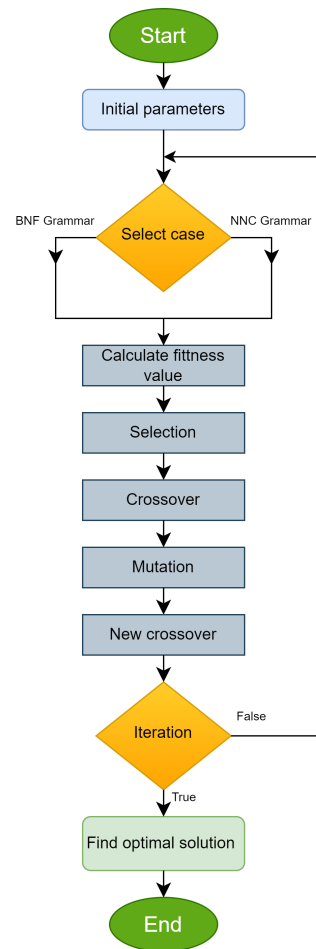 Start
Initial parameters
BNF Grammar
NNC Grammar
Select case
Calculate fittness
value
Selection
Crossover
Mutation
New crossover
False
Iteration
True
Find optimal solution
End